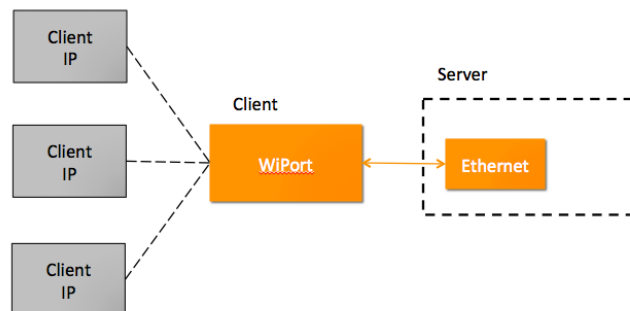 Client
IP
Server
Client
Client
IP
WiPort
Ethernet
Client
IP